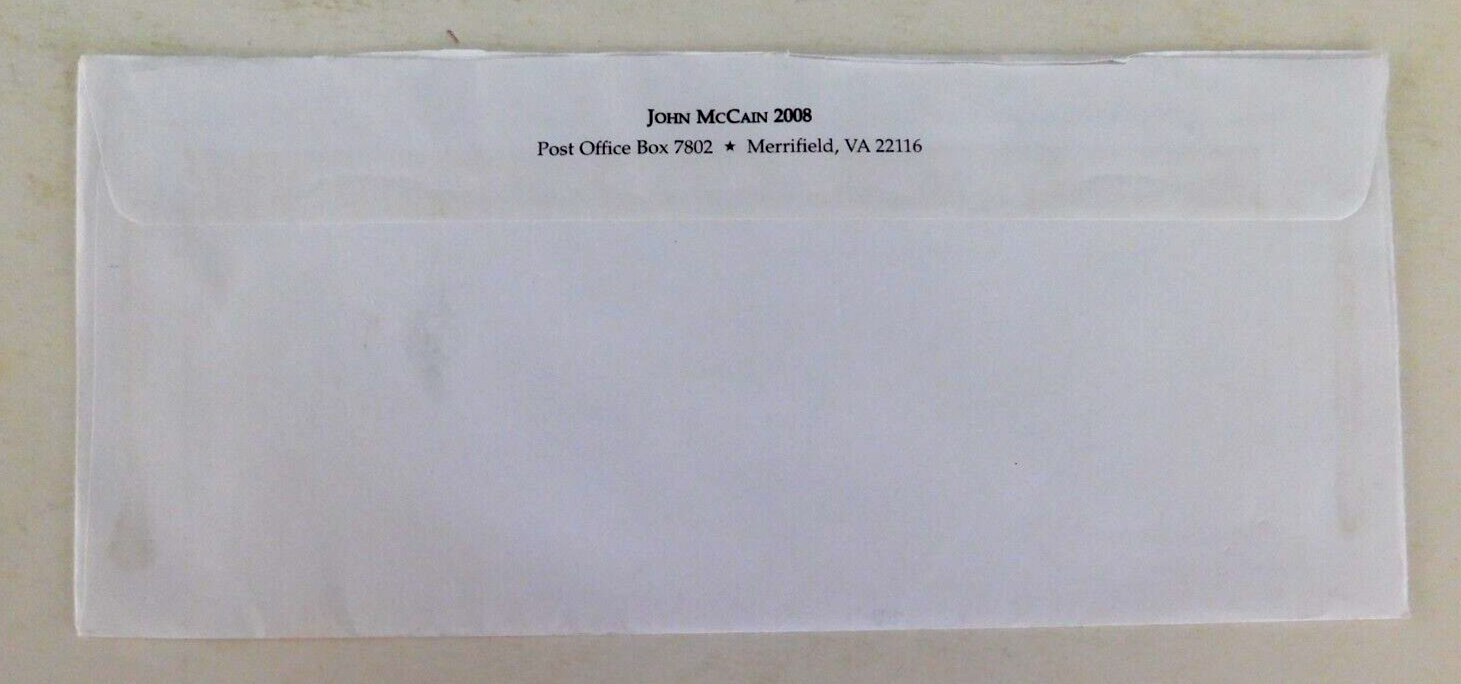 John McCain 2008
Post Office Box 7802 ★ Merrifield, VA 22116